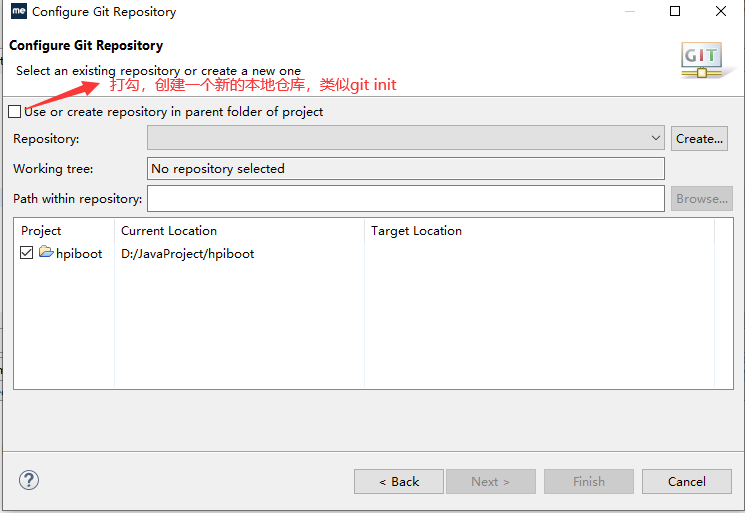 me Configure Git Repository
Configure Git Repository
Select an existing repository or create a new one
GIT
打勾，创建一个新的本地仓库，类似git init
Use or create repository in parent folder of project
Repository: Create...
Working tree: No repository selected
Path within repository: Browse...
Project Current Location Target Location
hpiboot D:/JavaProject/hpiboot
? < Back Next > Finish Cancel